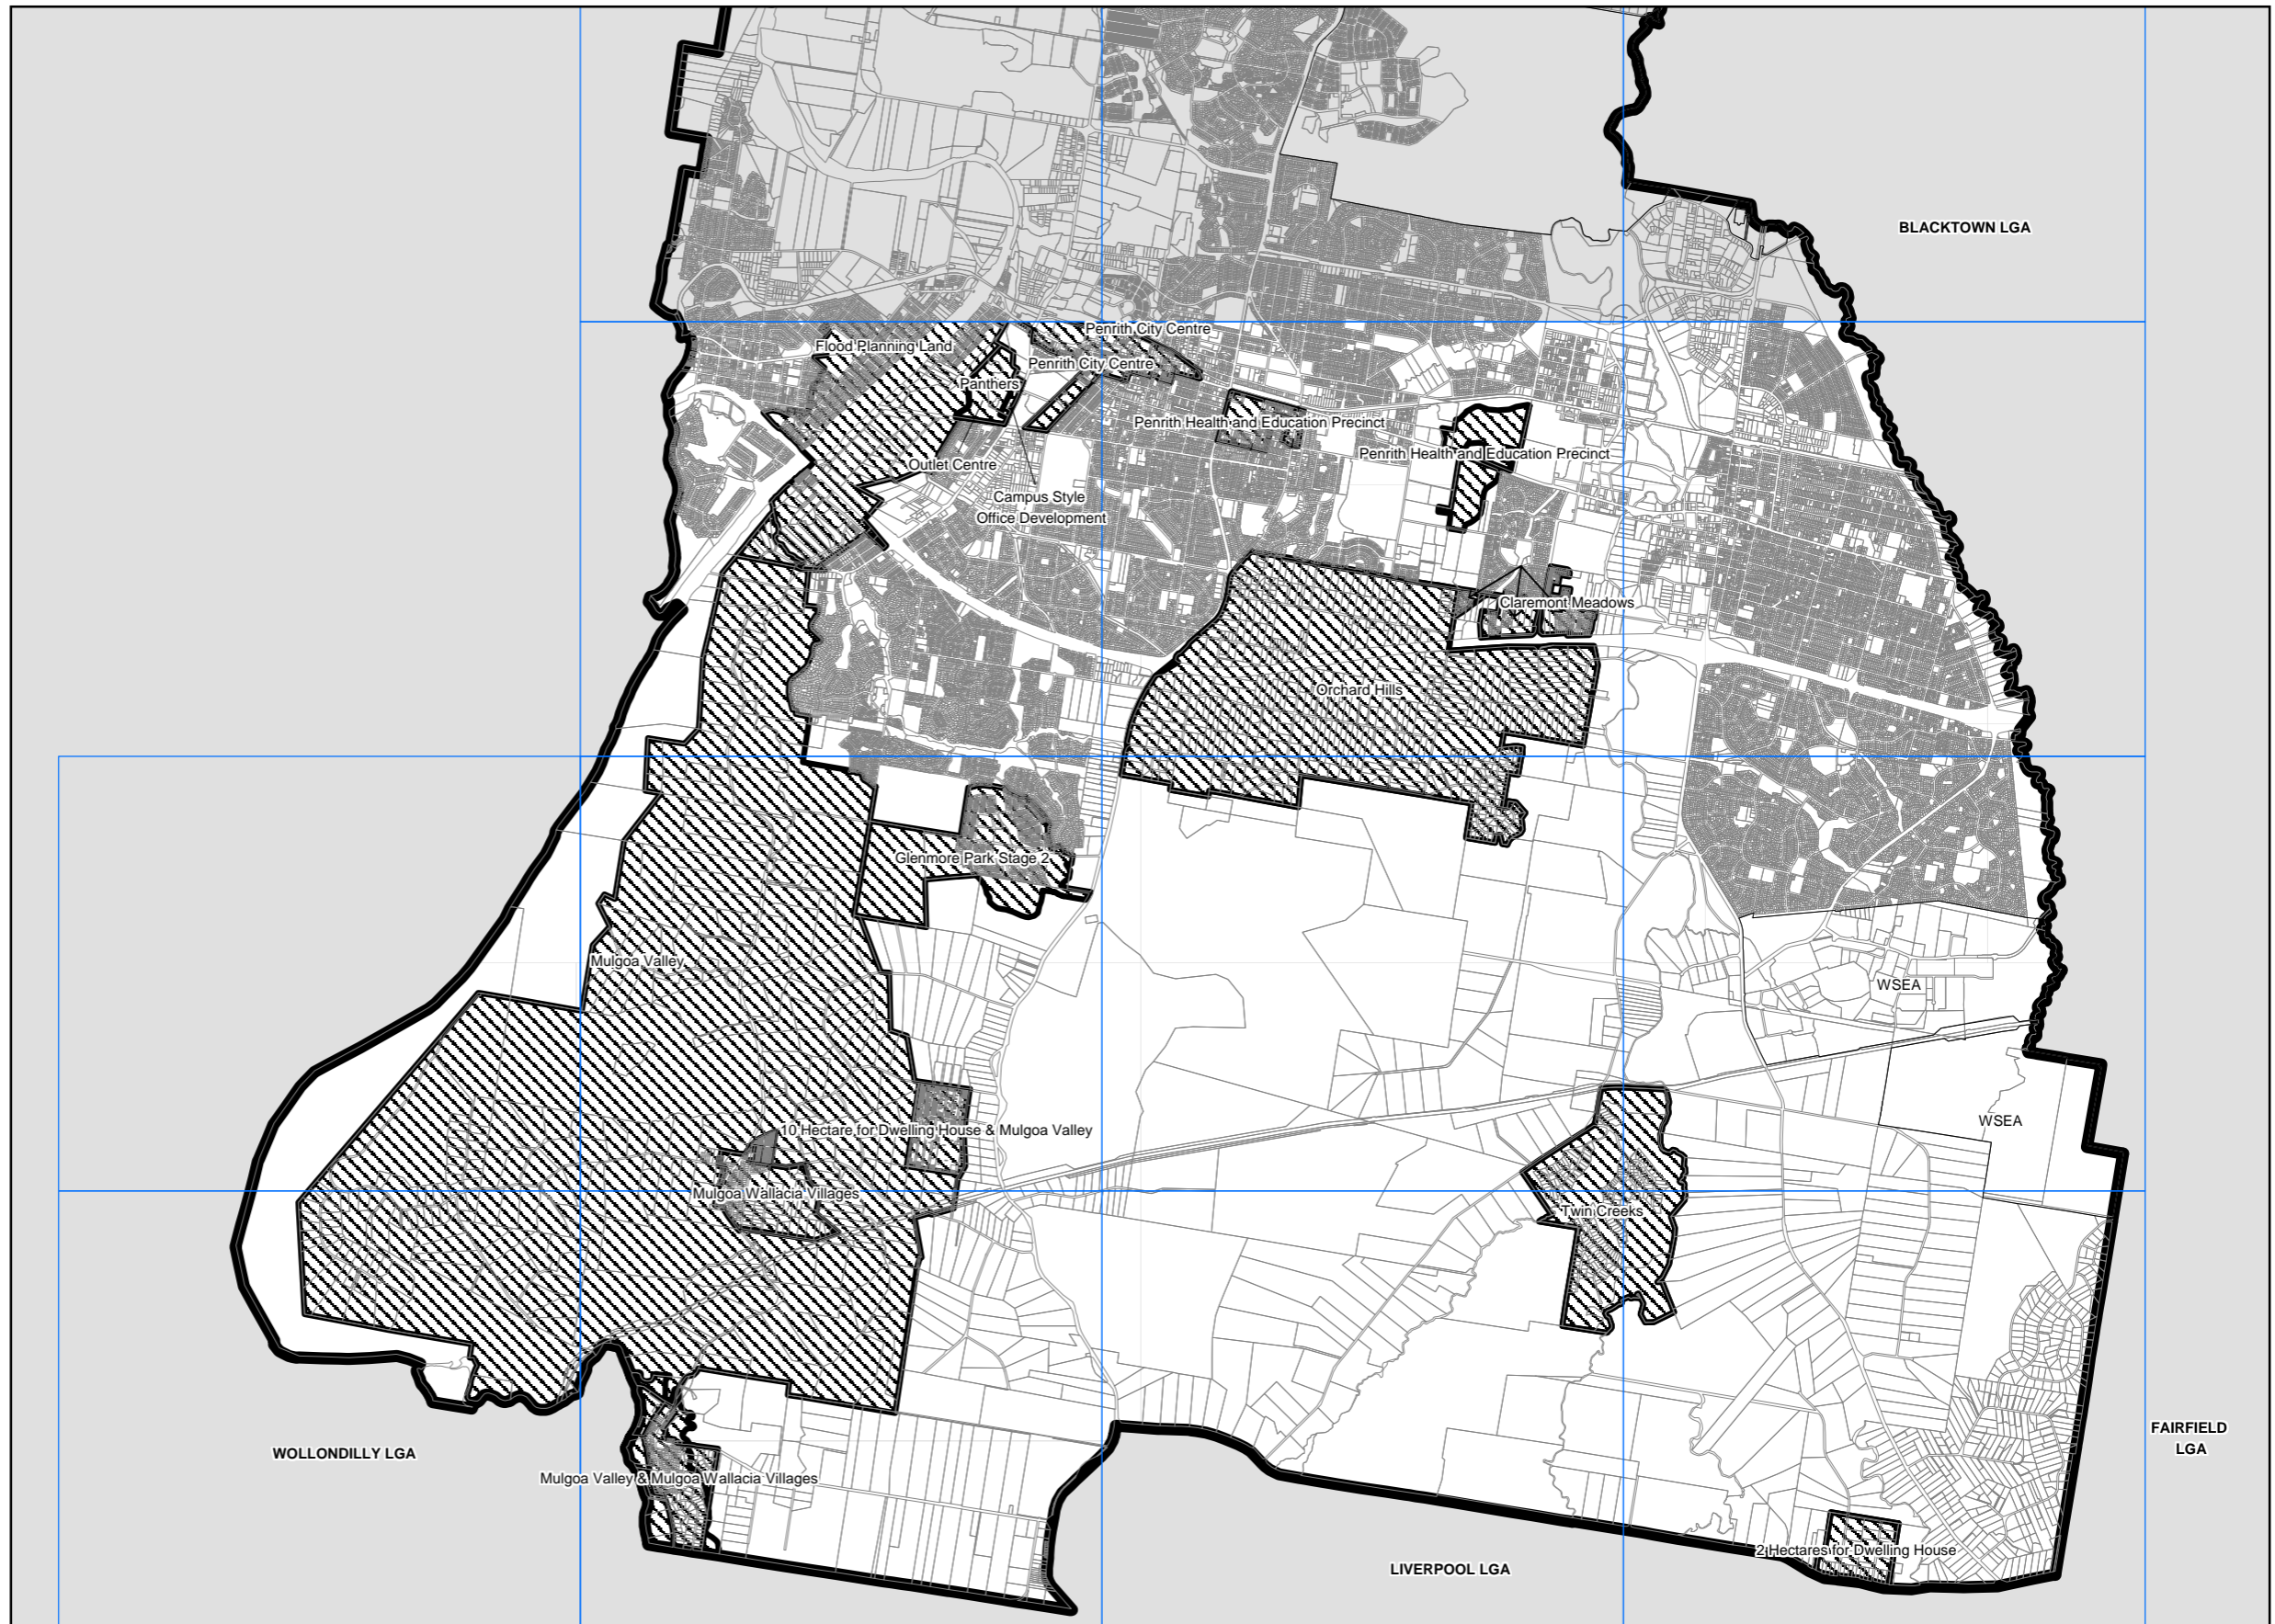 BLACKTOWN LGA
Penrith City Centre
Flood Planning Land
Penrith City Centre
Panthers
Penrith Health and Education Precinct
Penrith Health and Education Precinct
Outlet Centre
Campus Style
Office Development
Claremont Meadows
Orchard Hills
Glenmore Park Stage 2
Mulgoa Valley
WSEA
WSEA
10 Hectare for Dwelling House & Mulgoa Valley
Mulgoa Wallacia Villages
Twin Creeks
FAIRFIELD
LGA
WOLLONDILLY LGA
Mulgoa Valley & Mulgoa Wallacia Villages
2 Hectares for Dwelling House
LIVERPOOL LGA